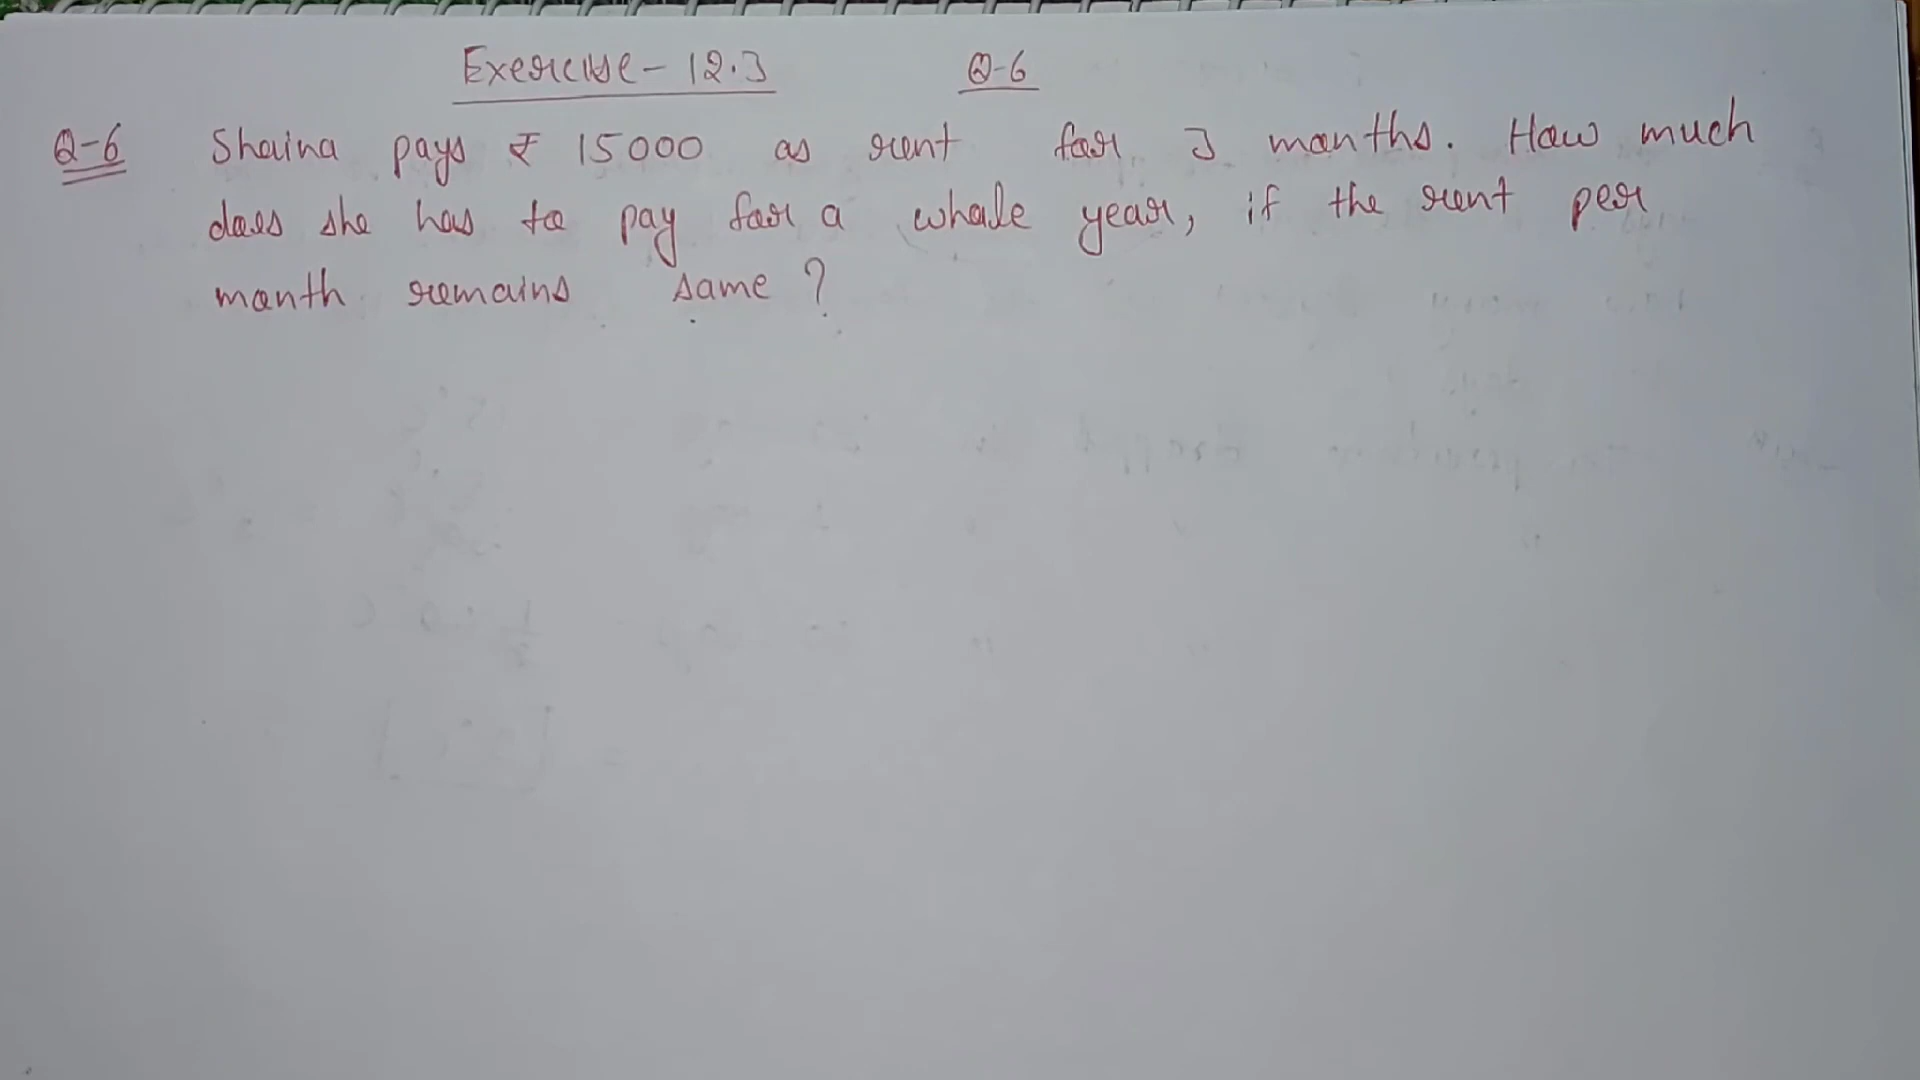 Exercise - 12.3 Q-6
Q-6 Shaina pays ₹ 15000 as rent for 3 months. How much
does she has to pay for a whole year, if the rent per
month remains same ?